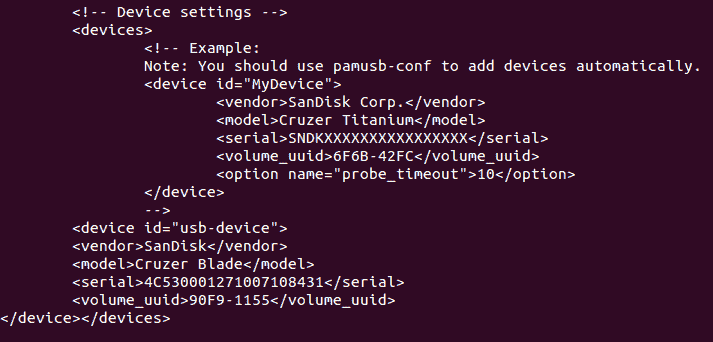 <!-- Device settings -->
<devices>
<!-- Example:
Note: You should use pamusb-conf to add devices automatically.
<device id="MyDevice">
<vendor>SanDisk Corp.</vendor>
<model>Cruzer Titanium</model>
<serial>SNDKXXXXXXXXXXXXXXXX</serial>
<volume_uuid>6F6B-42FC</volume_uuid>
<option name="probe_timeout">10</option>
</device>
-->
<device id="usb-device">
<vendor>SanDisk</vendor>
<model>Cruzer Blade</model>
<serial>4C530001271007108431</serial>
<volume_uuid>90F9-1155</volume_uuid>
</device></devices>